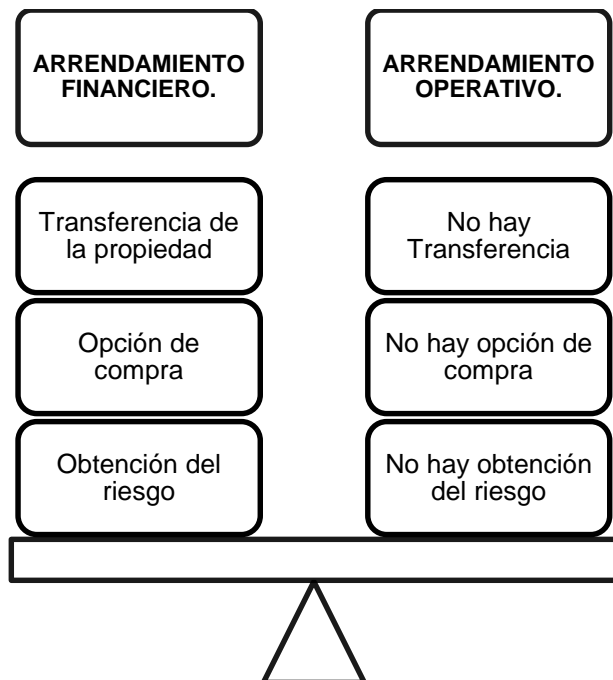 ARRENDAMIENTO
FINANCIERO.
ARRENDAMIENTO
OPERATIVO.
Transferencia de
la propiedad
No hay
Transferencia
Opción de
compra
No hay opción de
compra
Obtención del
riesgo
No hay obtención
del riesgo